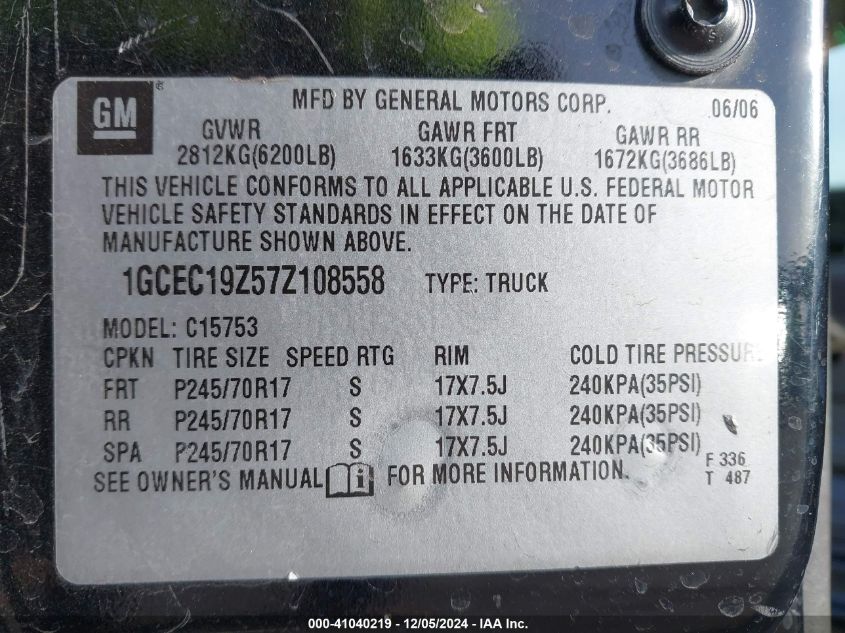 GM ®
MFD BY GENERAL MOTORS CORP. 06/06
GVWR GAWR FRT GAWR RR
2812KG(6200LB) 1633KG(3600LB) 1672KG(3686LB)
THIS VEHICLE CONFORMS TO ALL APPLICABLE U.S. FEDERAL MOTOR
VEHICLE SAFETY STANDARDS IN EFFECT ON THE DATE OF
MANUFACTURE SHOWN ABOVE.
1GCEC19Z57Z108558 TYPE: TRUCK
MODEL: C15753
CPKN TIRE SIZE SPEED RTG RIM COLD TIRE PRESSURE
FRT P245/70R17 S 17X7.5J 240KPA(35PSI)
RR P245/70R17 S 17X7.5J 240KPA(35PSI)
SPA P245/70R17 S 17X7.5J 240KPA(35PSI)
SEE OWNER'S MANUAL FOR MORE INFORMATION. F 336
T 487
000-41040219 - 12/05/2024 - IAAI Inc.